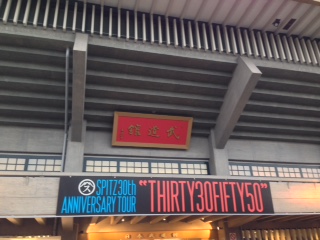 武道館
SPITZ 30th
ANNIVERSARY TOUR
"THIRTY30FIFTY50"